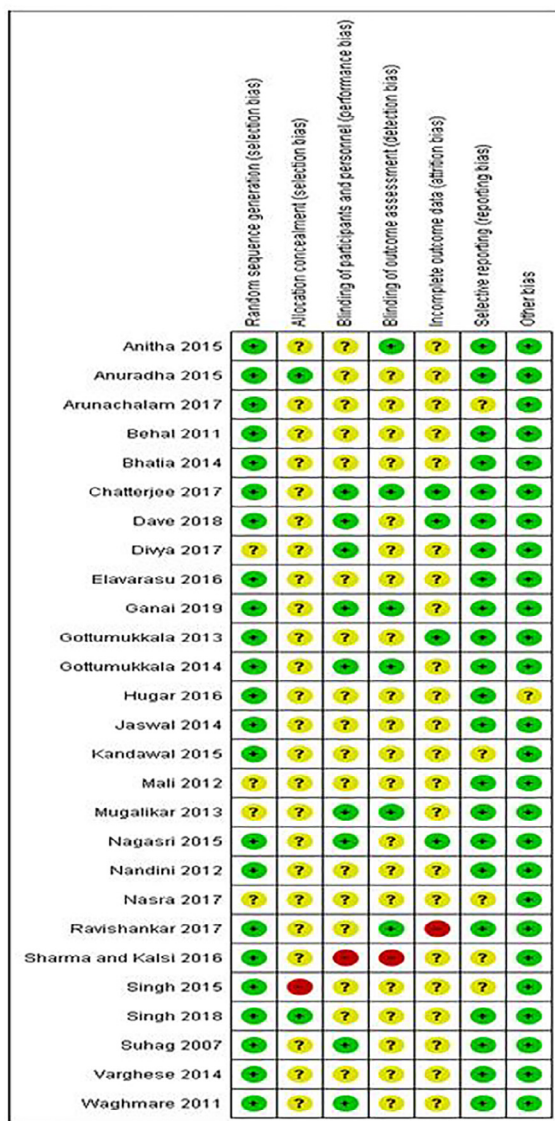 Random sequence generation (selection bias)
Allocation concealment (selection bias)
Blinding of participants and personnel (performance bias)
Blinding of outcome assessment (detection bias)
Incomplete outcome data (attrition bias)
Selective reporting (reporting bias)
Other bias
Anitha 2015 + ? ? + ? + +
Anuradha 2015 + + ? ? ? + +
Arunachalam 2017 + ? ? ? ? ? +
Behal 2011 + ? ? ? ? + +
Bhatia 2014 + ? ? ? ? + +
Chatterjee 2017 + ? + + + + +
Dave 2018 + ? + ? + + +
Divya 2017 ? ? + ? ? + +
Elavarasu 2016 + ? ? ? ? + +
Ganai 2019 + ? + + ? + +
Gottumukkala 2013 + ? ? ? + + +
Gottumukkala 2014 + ? + + ? + +
Hugar 2016 + ? ? ? ? + ?
Jaswal 2014 + ? ? ? ? + +
Kandawal 2015 + ? ? ? ? ? +
Mali 2012 ? ? ? ? ? + +
Mugalikar 2013 ? ? + + ? + +
Nagasri 2015 + ? + ? + + +
Nandini 2012 + ? ? ? ? + +
Nasra 2017 ? ? ? ? ? ? +
Ravishankar 2017 + ? ? + - + +
Sharma and Kalsi 2016 + ? - - ? ? +
Singh 2015 + - ? ? ? ? +
Singh 2018 + + ? ? ? + +
Suhag 2007 + ? + ? ? + +
Varghese 2014 + ? ? ? ? + +
Waghmare 2011 + ? + ? ? + +